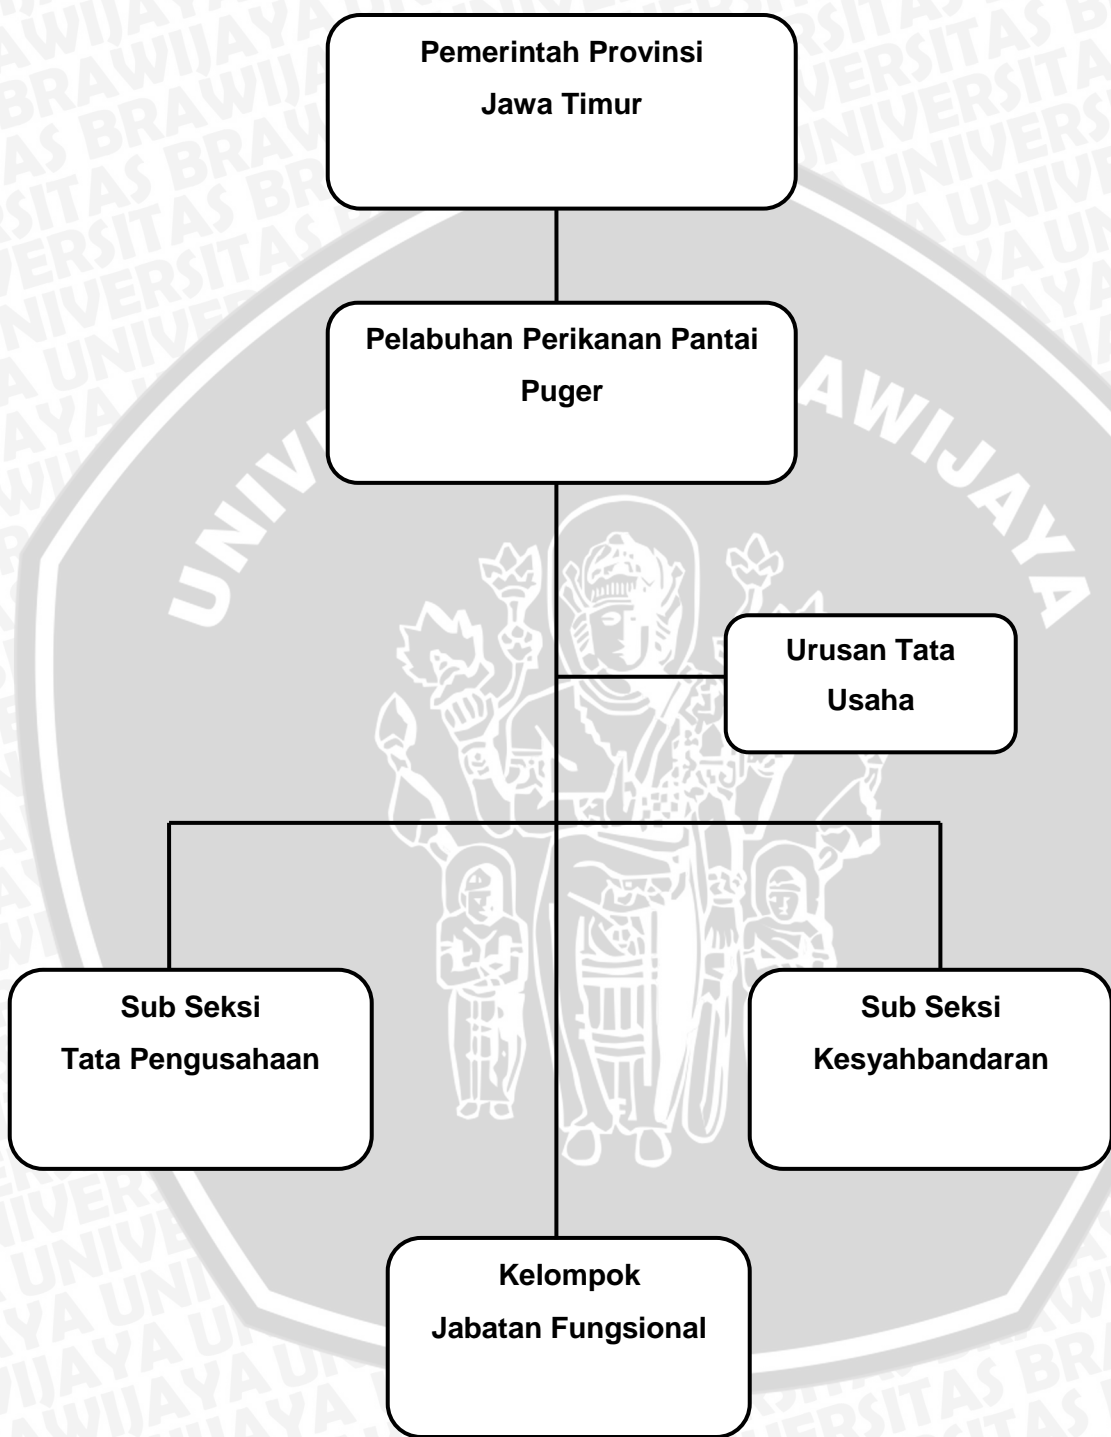 Pemerintah Provinsi
Jawa Timur
Pelabuhan Perikanan Pantai
Puger
Urusan Tata
Usaha
Sub Seksi
Tata Pengusahaan
Sub Seksi
Kesyahbandaran
Kelompok
Jabatan Fungsional